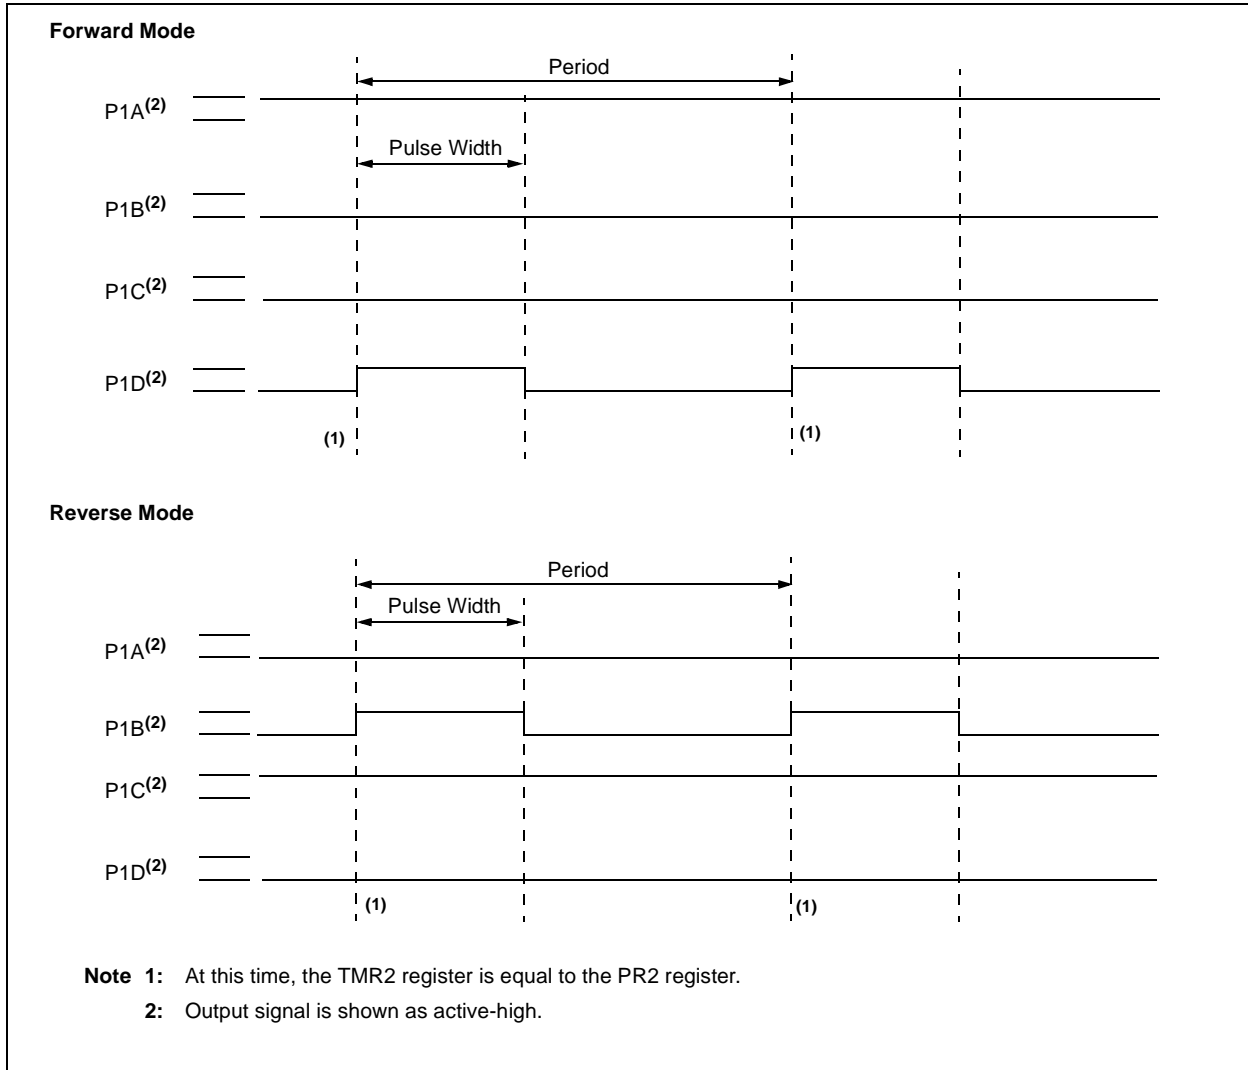 Forward Mode
Period
P1A(2)
Pulse Width
P1B(2)
P1C(2)
P1D(2)
(1) (1)
Reverse Mode
Period
Pulse Width
P1A(2)
P1B(2)
P1C(2)
P1D(2)
(1) (1)
Note 1: At this time, the TMR2 register is equal to the PR2 register.
2: Output signal is shown as active-high.